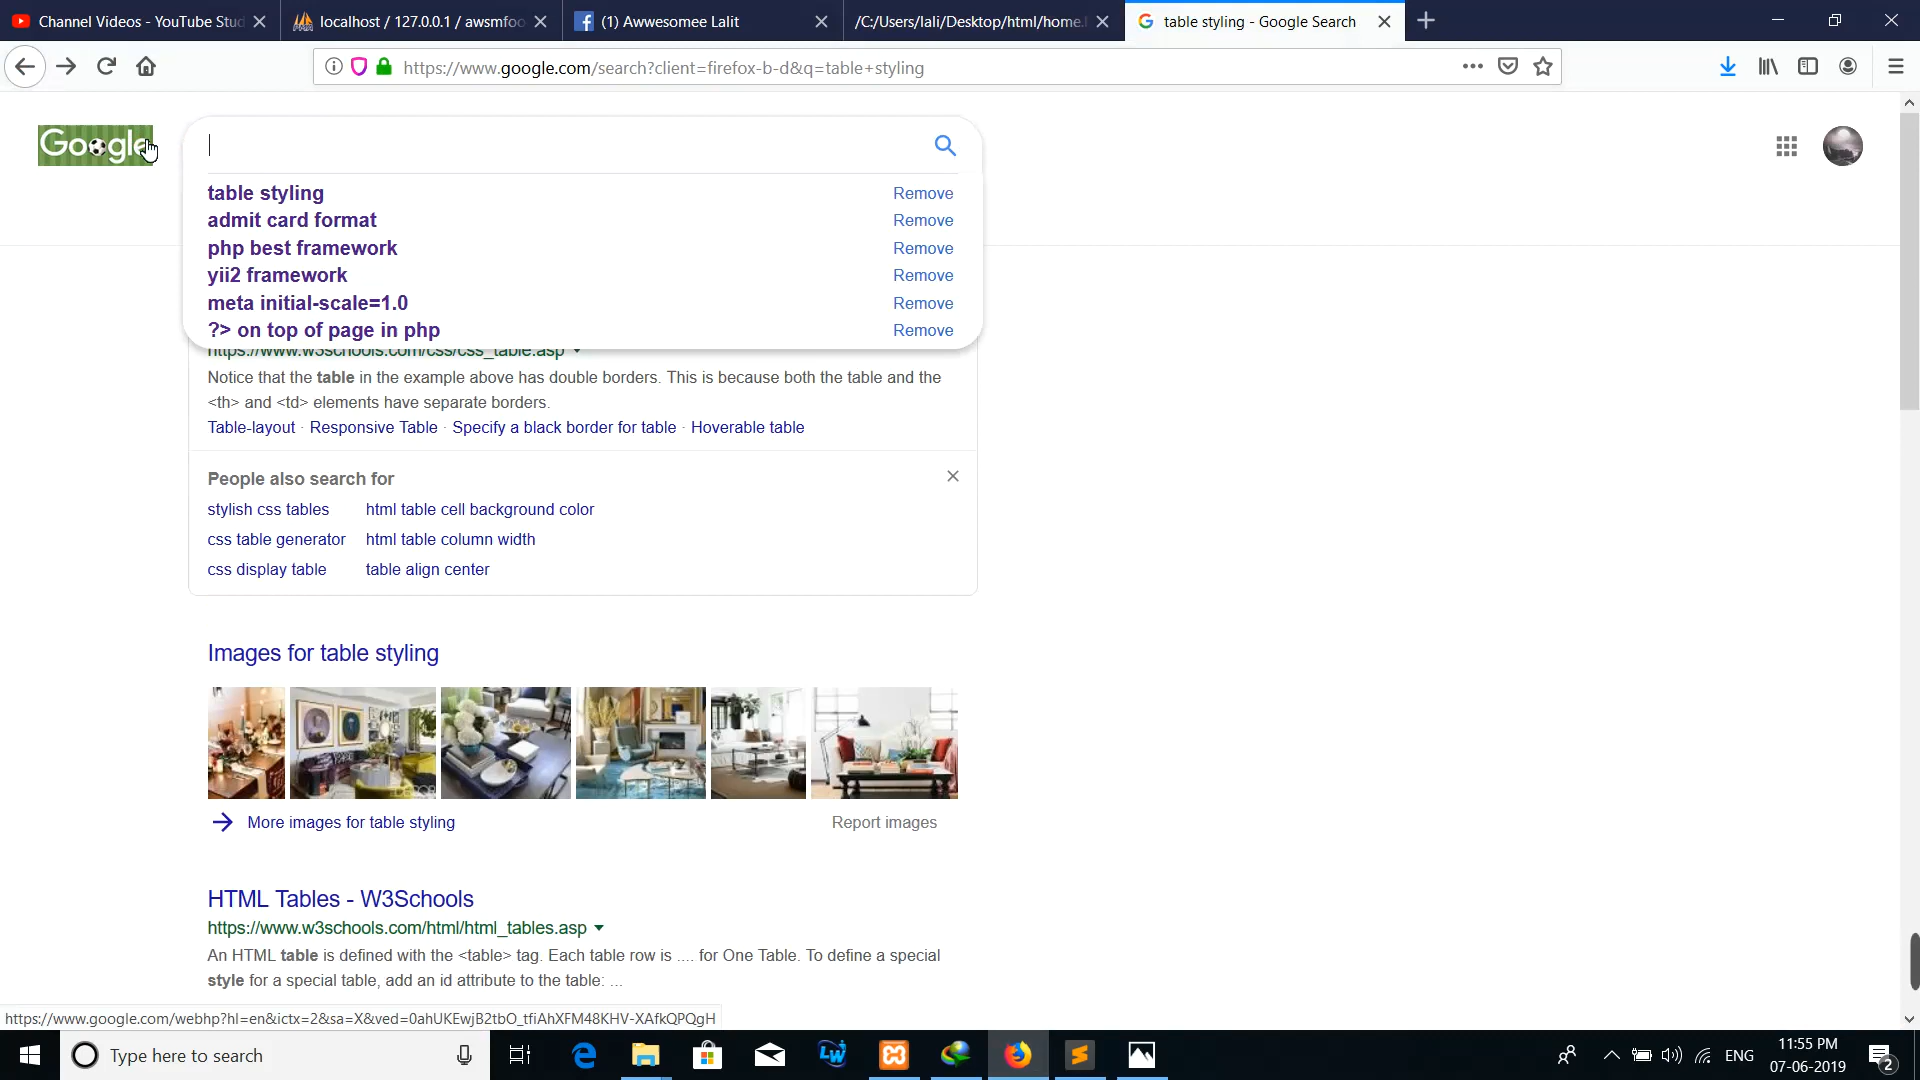 Channel Videos - YouTube Stud
localhost / 127.0.0.1 / awsmfoo
(1) Awwesomee Lalit
/C:/Users/lali/Desktop/html/home.
table styling - Google Search
https://www.google.com/search?client=firefox-b-d&q=table+styling
Google
table styling Remove
admit card format Remove
php best framework Remove
yii2 framework Remove
meta initial-scale=1.0 Remove
?> on top of page in php Remove
https://www.w3schools.com/css/css_table.asp
Notice that the table in the example above has double borders. This is because both the table and the
<th> and <td> elements have separate borders.
Table-layout · Responsive Table · Specify a black border for table · Hoverable table
People also search for
stylish css tables html table cell background color
css table generator html table column width
css display table table align center
Images for table styling
More images for table styling Report images
HTML Tables - W3Schools
https://www.w3schools.com/html/html_tables.asp
An HTML table is defined with the <table> tag. Each table row is .... for One Table. To define a special
style for a special table, add an id attribute to the table: ...
https://www.google.com/webhp?hl=en&ictx=2&sa=X&ved=0ahUKEwjB2tbO_tfiAhXFM48KHV-XAfkQPQgH
Type here to search
LW
ENG
11:55 PM
07-06-2019
2